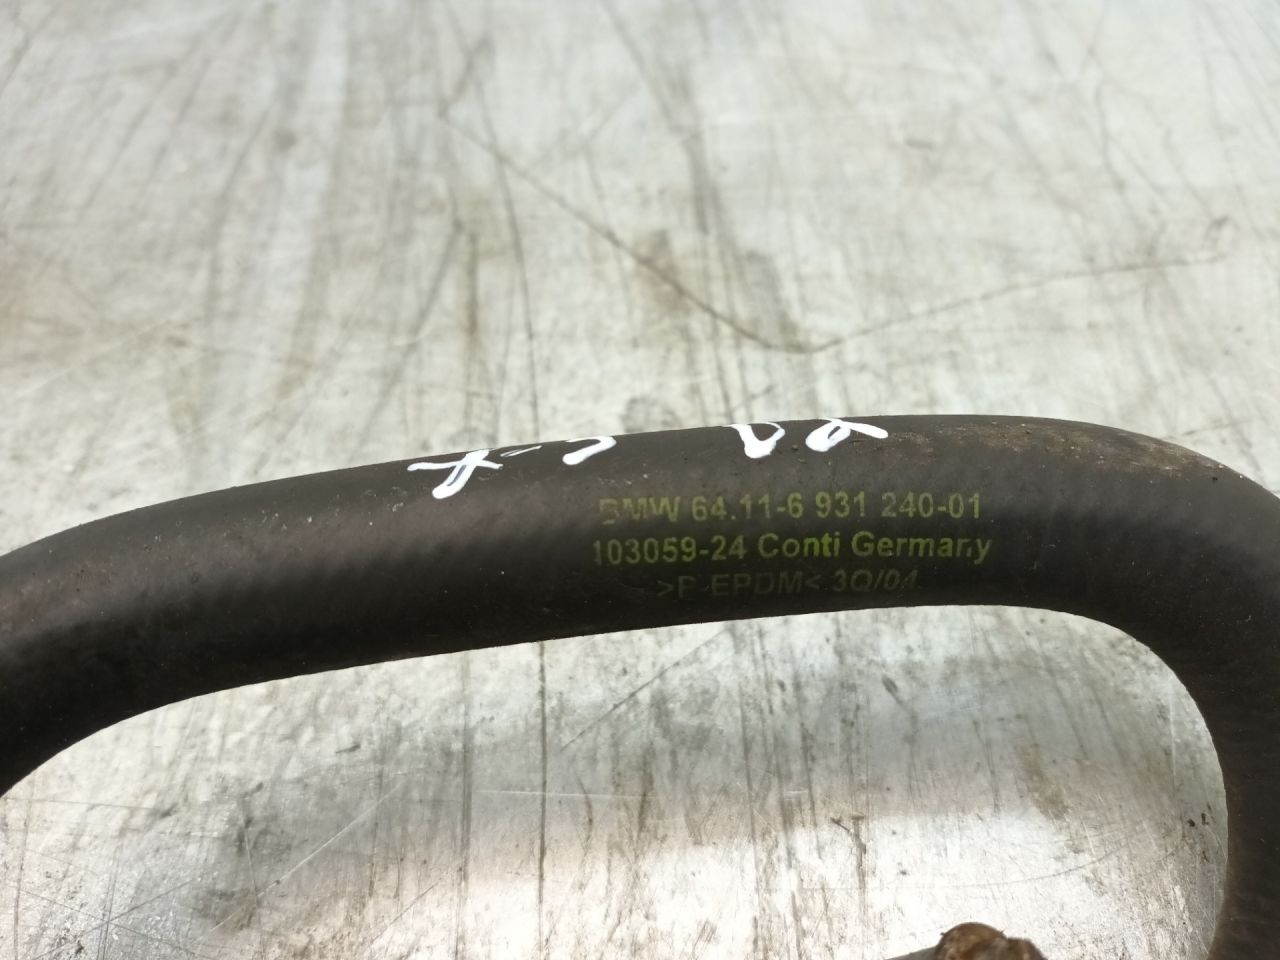 BMW 64.11-6 931 240-01
103059-24 Conti Germany
>P-EPDM< 3Q/04